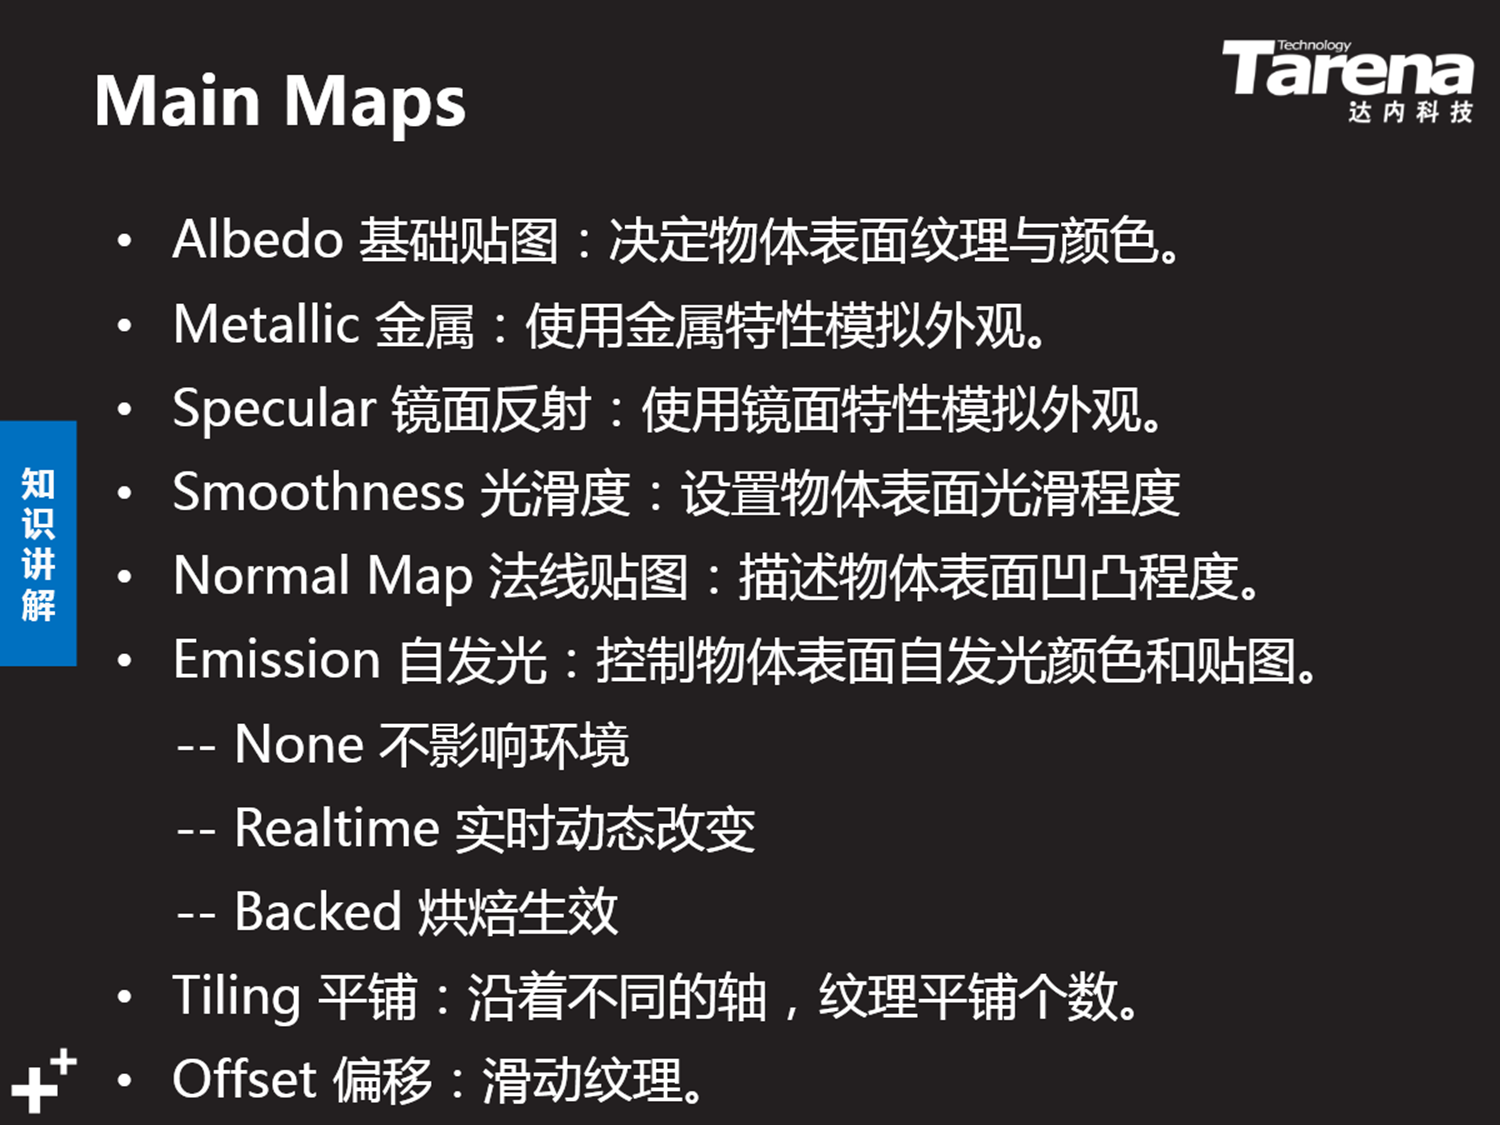 Main Maps
Technology
Tarena
达内科技
• Albedo 基础贴图：决定物体表面纹理与颜色。
• Metallic 金属：使用金属特性模拟外观。
• Specular 镜面反射：使用镜面特性模拟外观。
• Smoothness 光滑度：设置物体表面光滑程度
• Normal Map 法线贴图：描述物体表面凹凸程度。
• Emission 自发光：控制物体表面自发光颜色和贴图。
-- None 不影响环境
-- Realtime 实时动态改变
-- Backed 烘焙生效
• Tiling 平铺：沿着不同的轴，纹理平铺个数。
• Offset 偏移：滑动纹理。
知识讲解